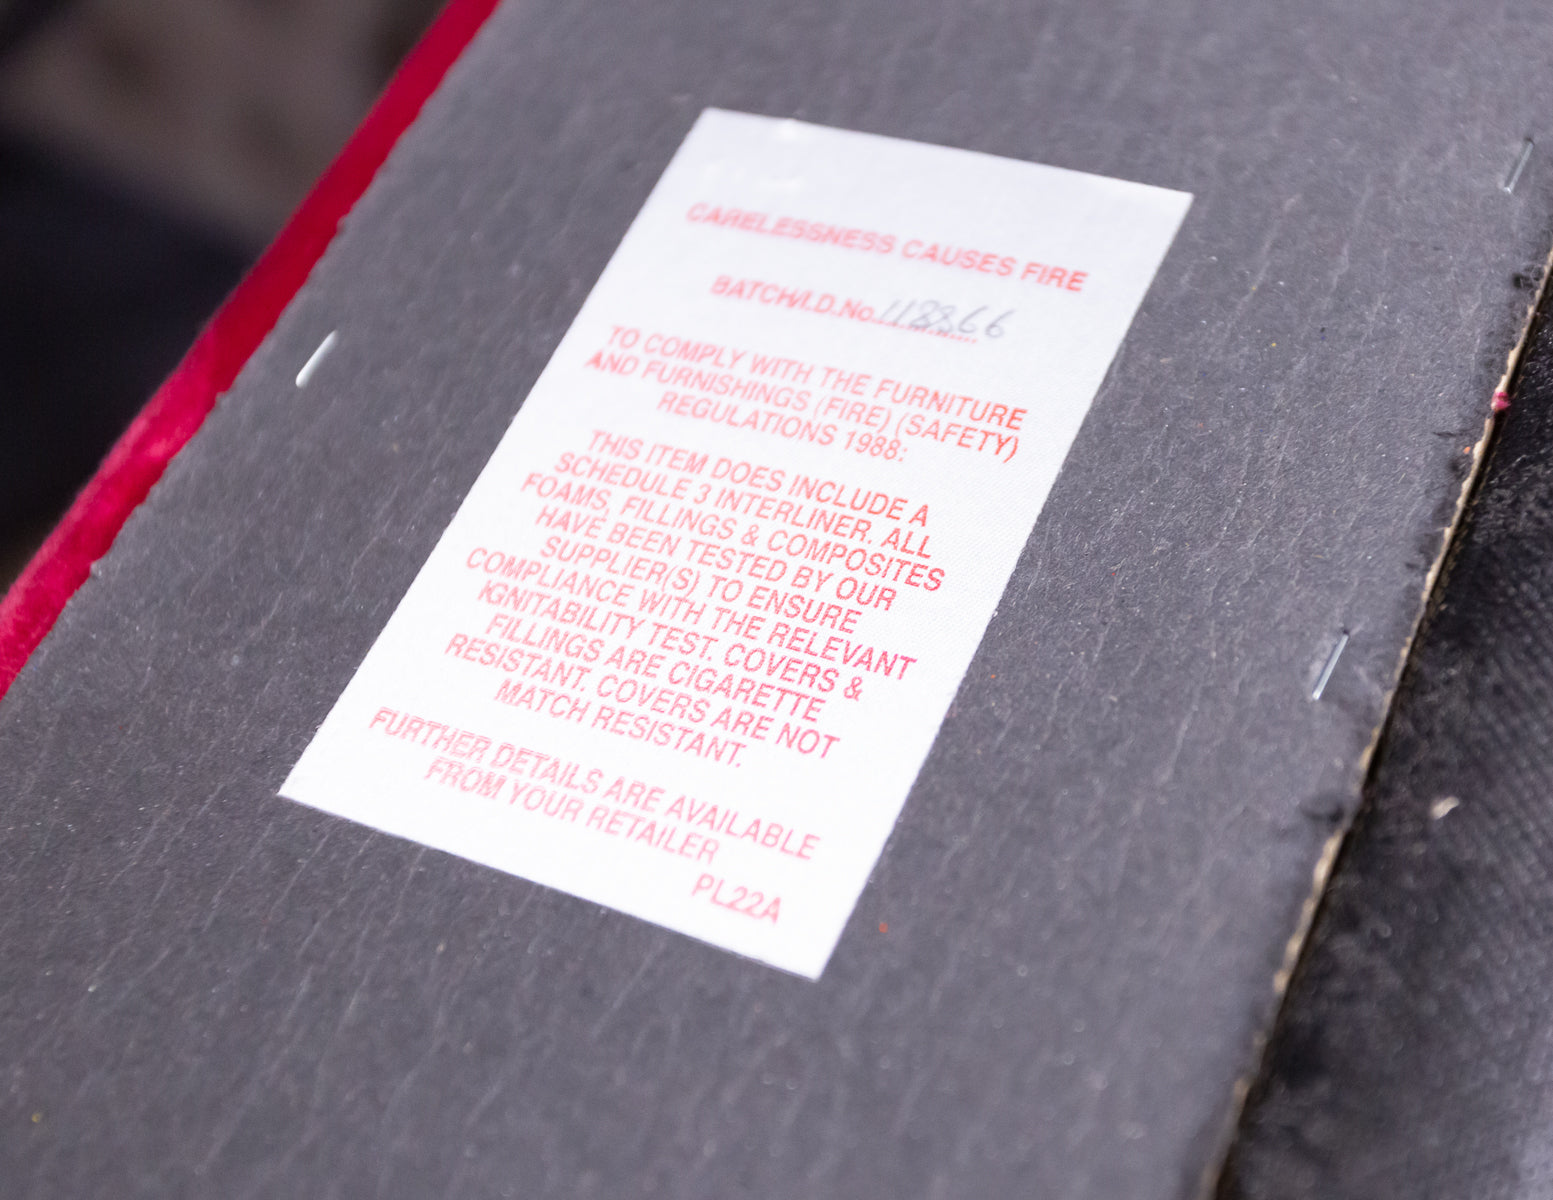 CARELESSNESS CAUSES FIRE
BATCH/I.D.No. 118866
TO COMPLY WITH THE FURNITURE
AND FURNISHINGS (FIRE) (SAFETY)
REGULATIONS 1988:
THIS ITEM DOES INCLUDE A
SCHEDULE 3 INTERLINER. ALL
FOAMS, FILLINGS & COMPOSITES
HAVE BEEN TESTED BY OUR
SUPPLIER(S) TO ENSURE
COMPLIANCE WITH THE RELEVANT
IGNITABILITY TEST. COVERS &
FILLINGS ARE CIGARETTE
RESISTANT. COVERS ARE NOT
MATCH RESISTANT.
FURTHER DETAILS ARE AVAILABLE
FROM YOUR RETAILER
PL22A